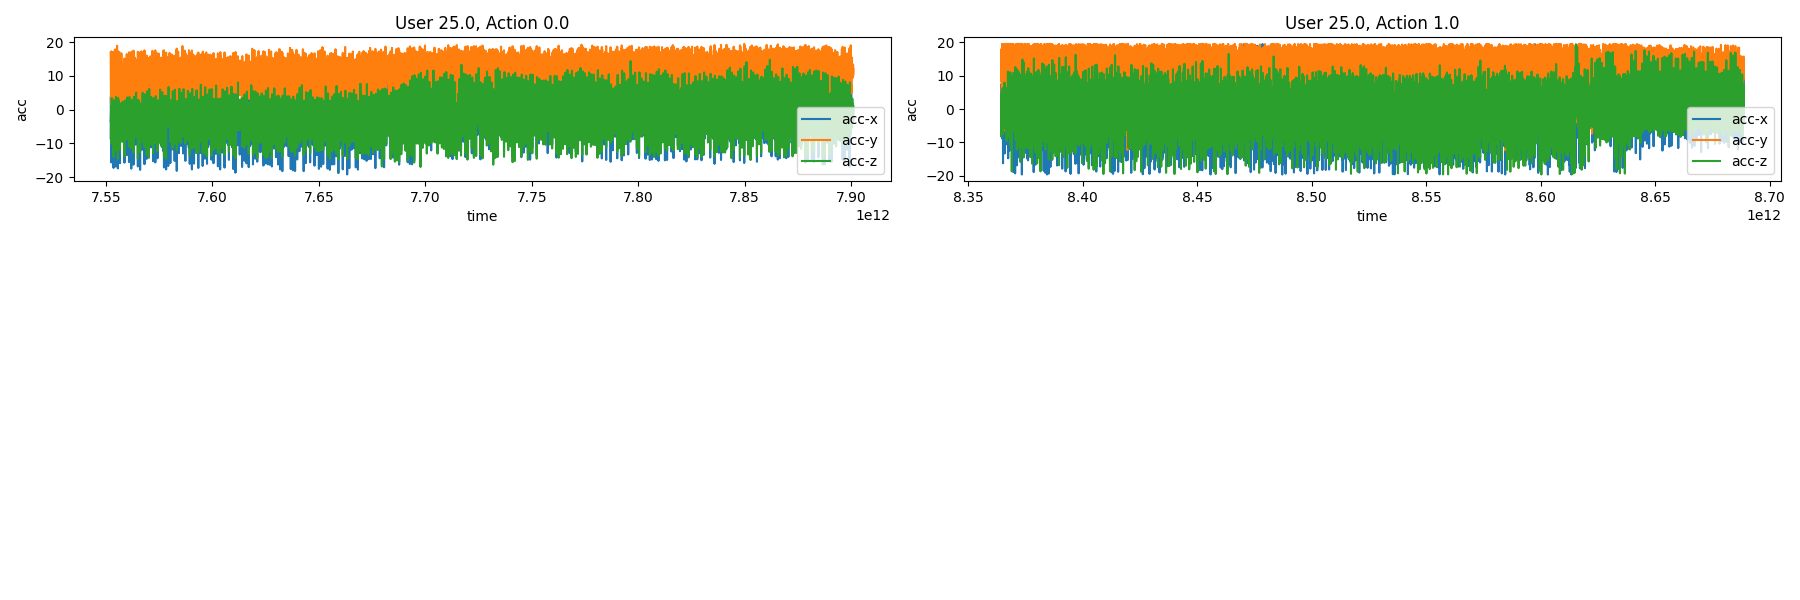 User 25.0, Action 0.0
20
10
0
−10
−20
acc
7.55 7.60 7.65 7.70 7.75 7.80 7.85 7.90
time
1e12
acc-x
acc-y
acc-z
User 25.0, Action 1.0
20
10
0
−10
−20
acc
8.35 8.40 8.45 8.50 8.55 8.60 8.65 8.70
time
1e12
acc-x
acc-y
acc-z